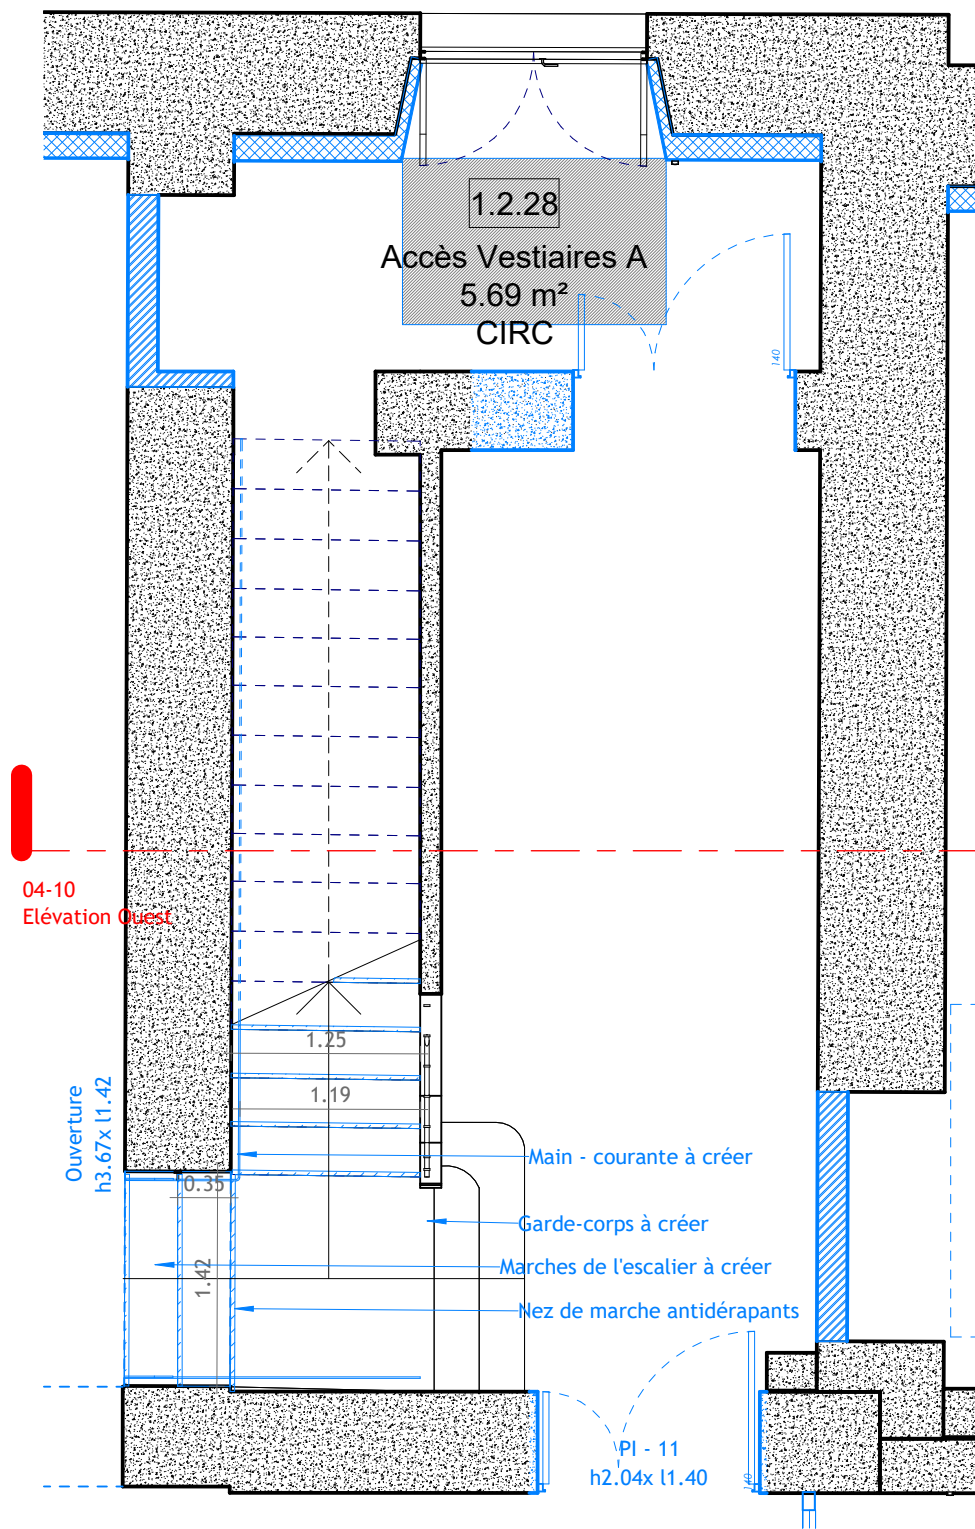 1.2.28
Accès Vestiaires A
5.69 m²
CIRC
140
04-10
Elévation Ouest
1.25
1.19
Ouverture
h3.67x l1.42
Main - courante à créer
0.35
Garde-corps à créer
Marches de l'escalier à créer
1.42
Nez de marche antidérapants
PI - 11
h2.04x l1.40
140